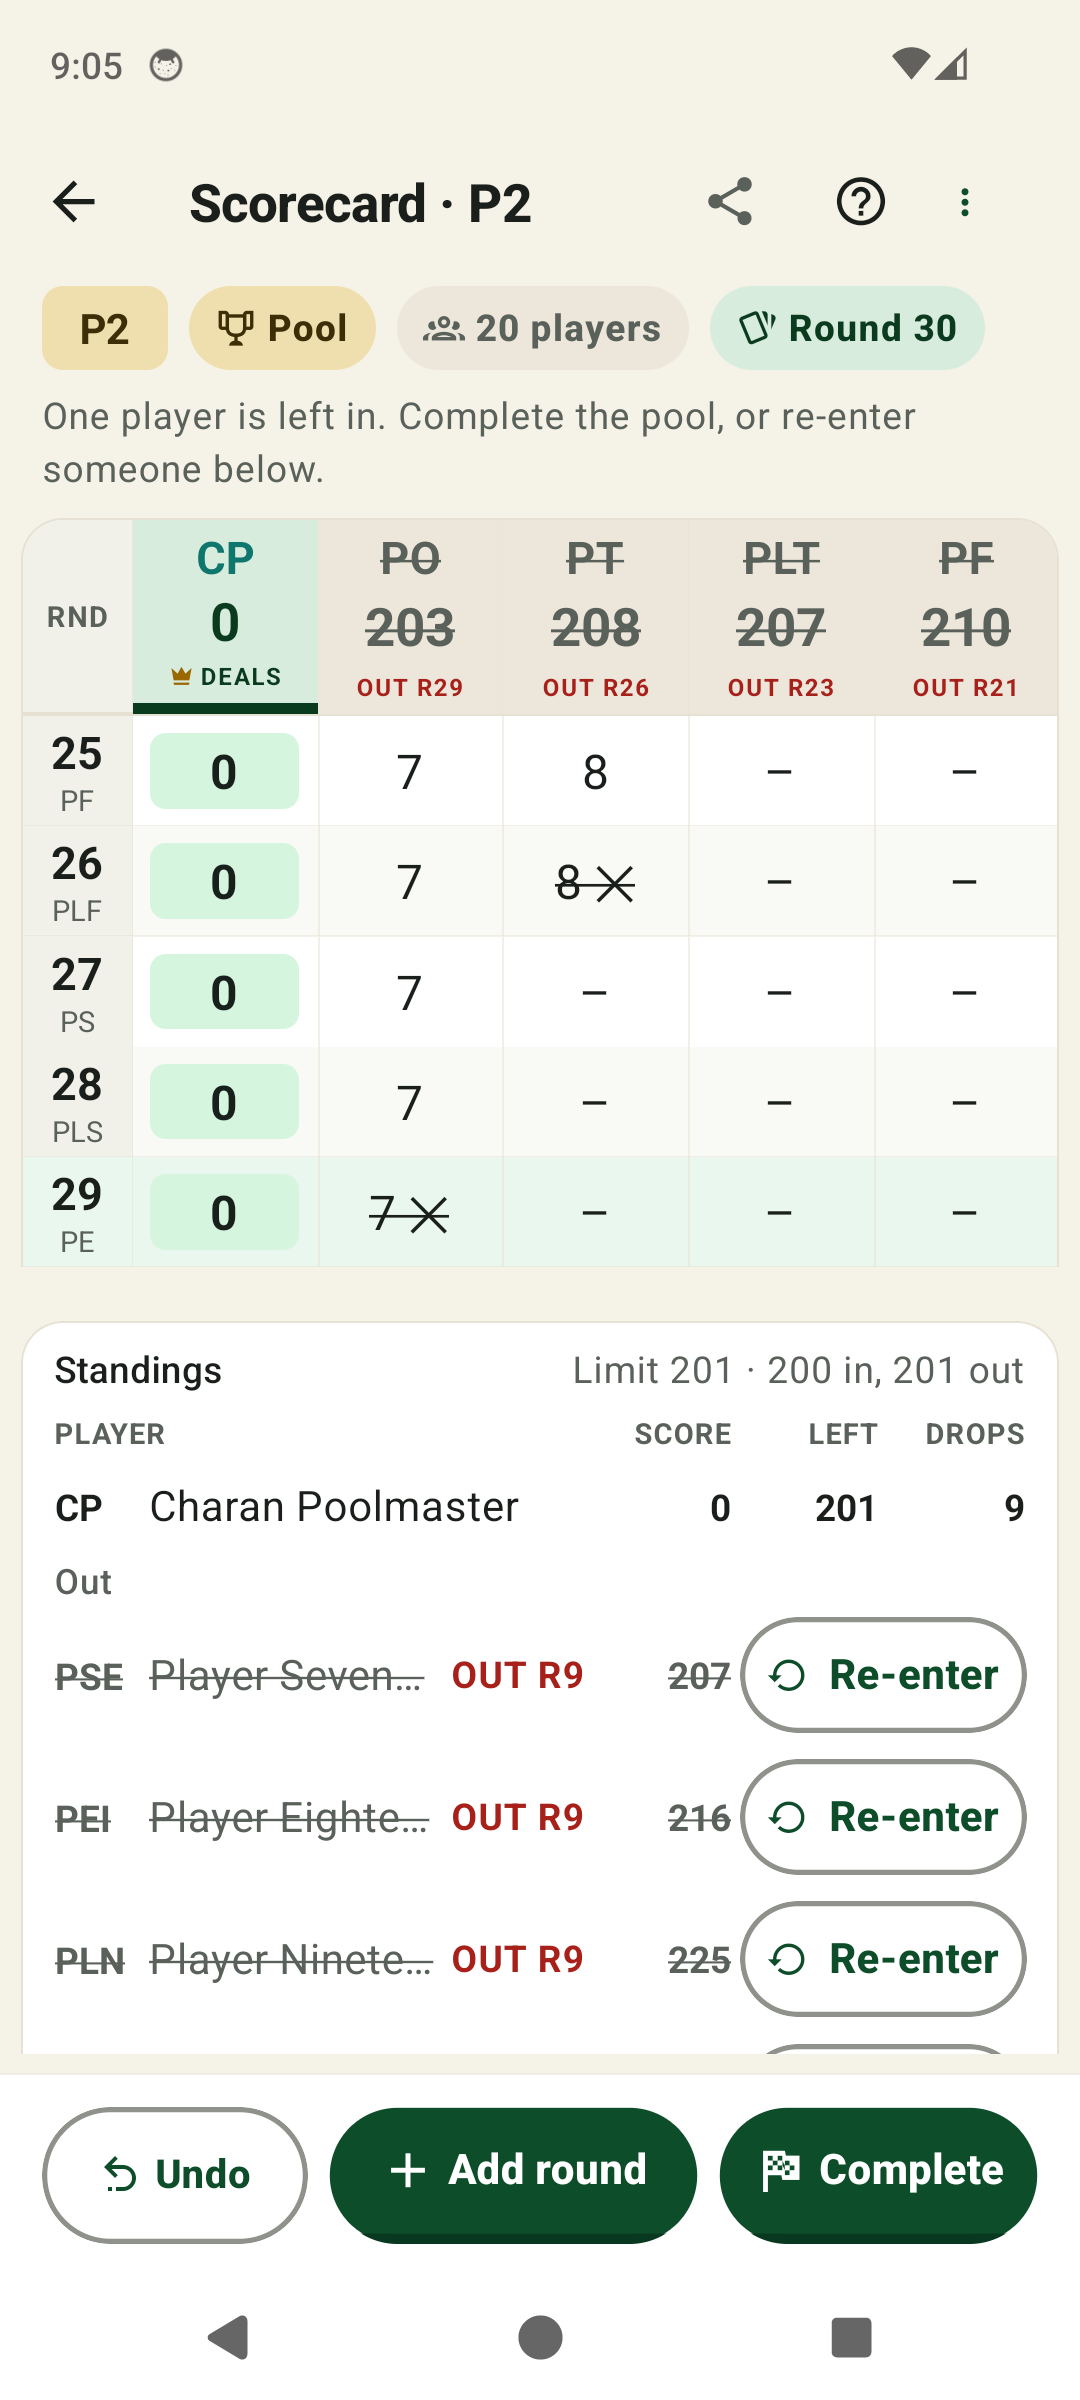 9:05
Scorecard · P2
P2 Pool 20 players Round 30
One player is left in. Complete the pool, or re-enter
someone below.
RND CP PO PT PLT PF
0 203 208 207 210
DEALS OUT R29 OUT R26 OUT R23 OUT R21
25 0 7 8 – –
PF
26 0 7 8 × – –
PLF
27 0 7 – – –
PS
28 0 7 – – –
PLS
29 0 7 × – – –
PE
Standings Limit 201 · 200 in, 201 out
PLAYER SCORE LEFT DROPS
CP Charan Poolmaster 0 201 9
Out
PSE Player Seven... OUT R9 207 Re-enter
PEI Player Eighte... OUT R9 216 Re-enter
PLN Player Ninete... OUT R9 225 Re-enter
Undo Add round Complete